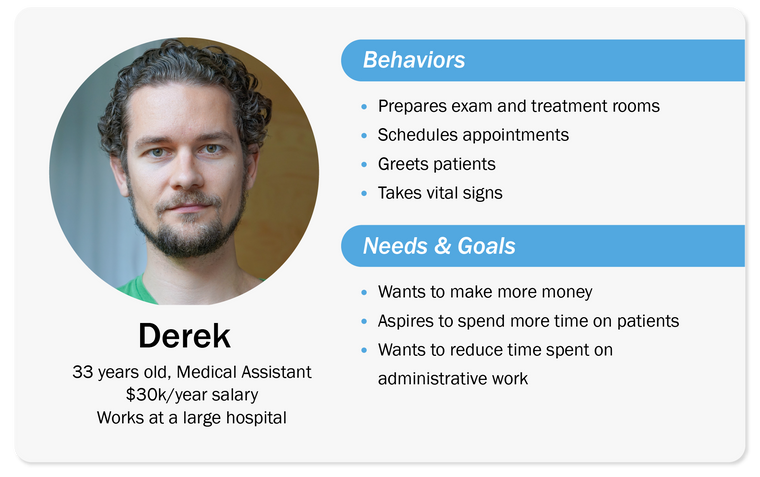 Behaviors
Prepares exam and treatment rooms
Schedules appointments
Greets patients
Takes vital signs
Needs & Goals
Wants to make more money
Aspires to spend more time on patients
Wants to reduce time spent on
administrative work
Derek
33 years old, Medical Assistant
$30k/year salary
Works at a large hospital